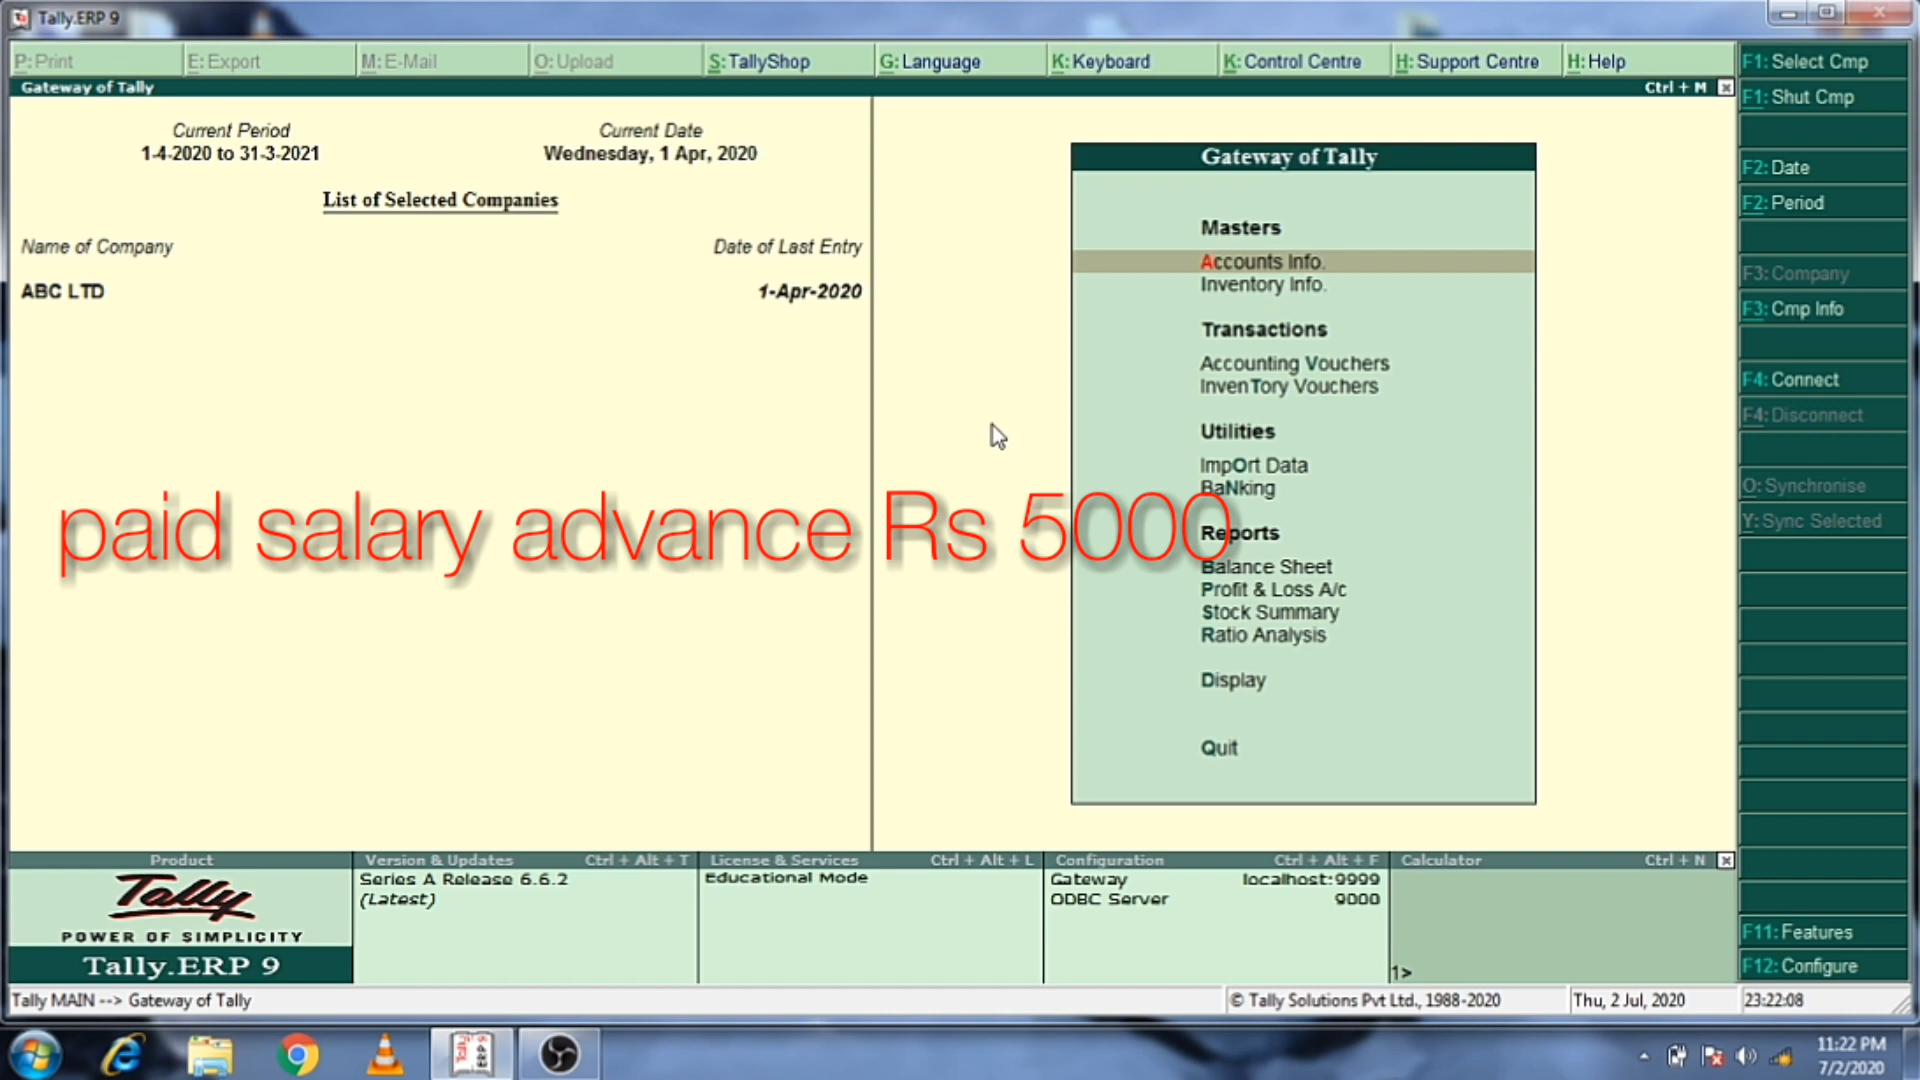 Tally.ERP 9
P: Print E: Export M: E-Mail O: Upload S: TallyShop G: Language K: Keyboard K: Control Centre H: Support Centre H: Help
Gateway of Tally Ctrl + M
Current Period Current Date
1-4-2020 to 31-3-2021 Wednesday, 1 Apr, 2020
List of Selected Companies
Name of Company Date of Last Entry
ABC LTD 1-Apr-2020
paid salary advance Rs 5000
Gateway of Tally
Masters
Accounts Info.
Inventory Info.
Transactions
Accounting Vouchers
InvenTory Vouchers
Utilities
ImpOrt Data
BaNking
Reports
Balance Sheet
Profit & Loss A/c
Stock Summary
Ratio Analysis
Display
Quit
F1: Select Cmp
F1: Shut Cmp
F2: Date
F2: Period
F3: Company
F3: Cmp Info
F4: Connect
F4: Disconnect
O: Synchronise
Y: Sync Selected
F11: Features
F12: Configure
Product
Tally
POWER OF SIMPLICITY
Tally.ERP 9
Version & Updates Ctrl + Alt + T
Series A Release 6.6.2
(Latest)
License & Services Ctrl + Alt + L
Educational Mode
Configuration Ctrl + Alt + F
Gateway localhost:9999
ODBC Server 9000
Calculator Ctrl + N
1>
Tally MAIN --> Gateway of Tally © Tally Solutions Pvt Ltd., 1988-2020 Thu, 2 Jul, 2020 23:22:08
Tally
ERP 9
11:22 PM
7/2/2020